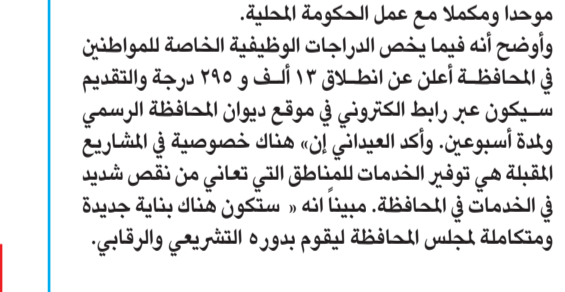 موحدا ومكملا مع عمل الحكومة المحلية.
وأوضح أنه فيما يخص الدراجات الوظيفية الخاصة للمواطنين
في المحافظة أعلن عن انطلاق ١٣ ألف و ٢٩٥ درجة والتقديم
سيكون عبر رابط الكتروني في موقع ديوان المحافظة الرسمي
ولمدة أسبوعين. وأكد العيداني إن» هناك خصوصية في المشاريع
المقبلة هي توفير الخدمات للمناطق التي تعاني من نقص شديد
في الخدمات في المحافظة. مبيناً انه « ستكون هناك بناية جديدة
ومتكاملة لمجلس المحافظة ليقوم بدوره التشريعي والرقابي.